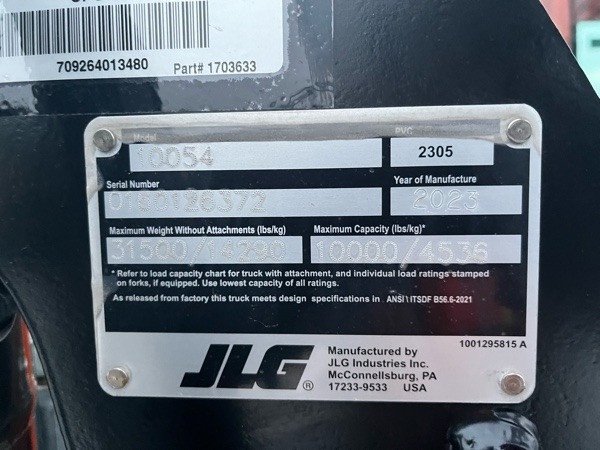 709264013480 Part# 1703633
Model PVC
10054 2305
Serial Number Year of Manufacture
2023
Maximum Weight Without Attachments (lbs/kg) Maximum Capacity (lbs/kg)*
31500/14290 10000/4536
* Refer to load capacity chart for truck with attachment, and individual load ratings stamped
on forks, if equipped. Use lowest capacity of all ratings.
As released from factory this truck meets design specifications in ANSI \ ITSDF B56.6-2021
JLG®
Manufactured by
JLG Industries Inc.
McConnellsburg, PA
17233-9533 USA
1001295815 A